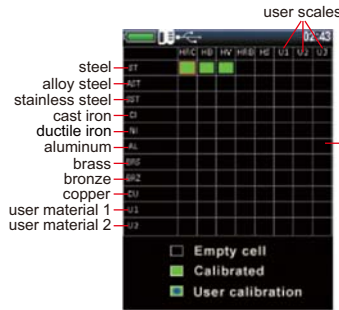 user scales
02:43
HRC HB HV HRB HS U1 U2 U3
steel ST
alloy steel AST
stainless steel SST
cast iron CI
ductile iron NI
aluminum AL
brass BRS
bronze BRZ
copper CU
user material 1 U1
user material 2 U2
Empty cell
Calibrated
User calibration